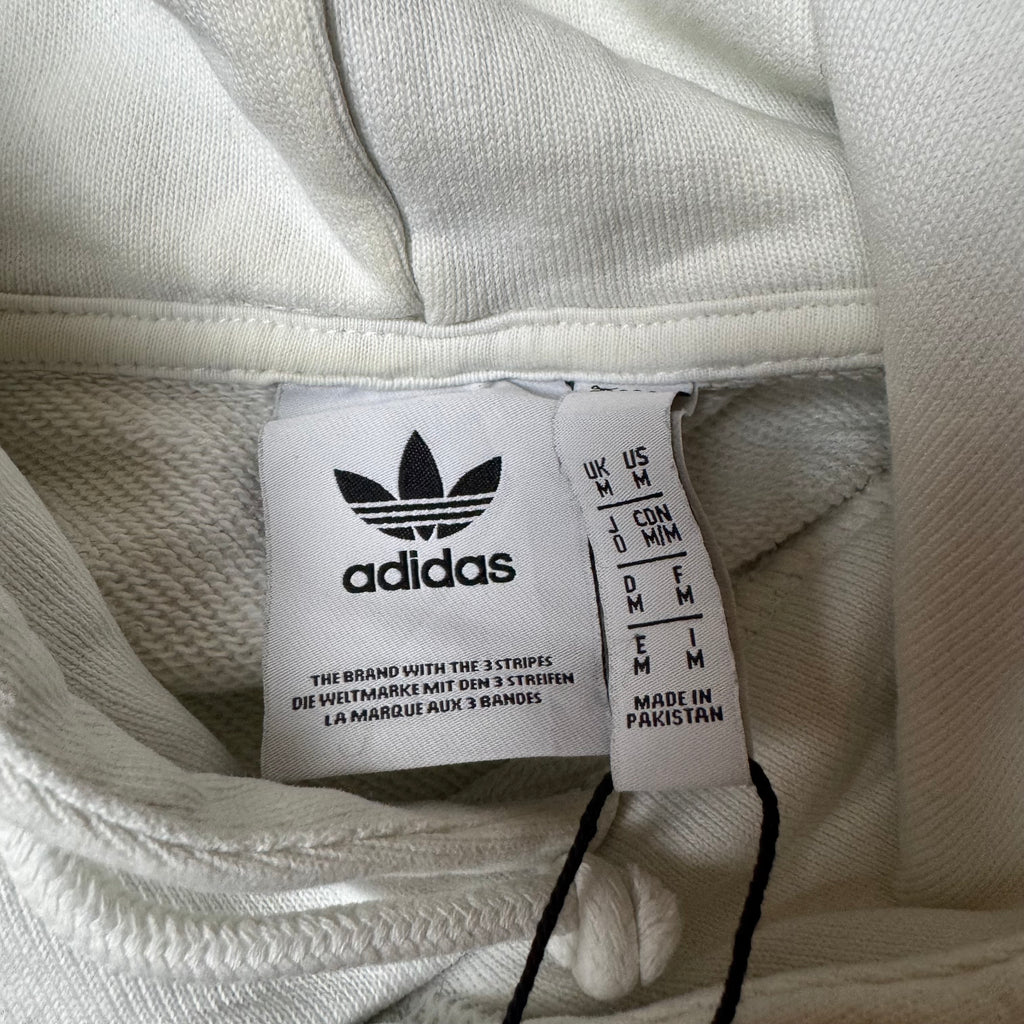 adidas
THE BRAND WITH THE 3 STRIPES
DIE WELTMARKE MIT DEN 3 STREIFEN
LA MARQUE AUX 3 BANDES
UK US
M M
J CDN
O M/M
D F
M M
E I
M M
MADE IN
PAKISTAN